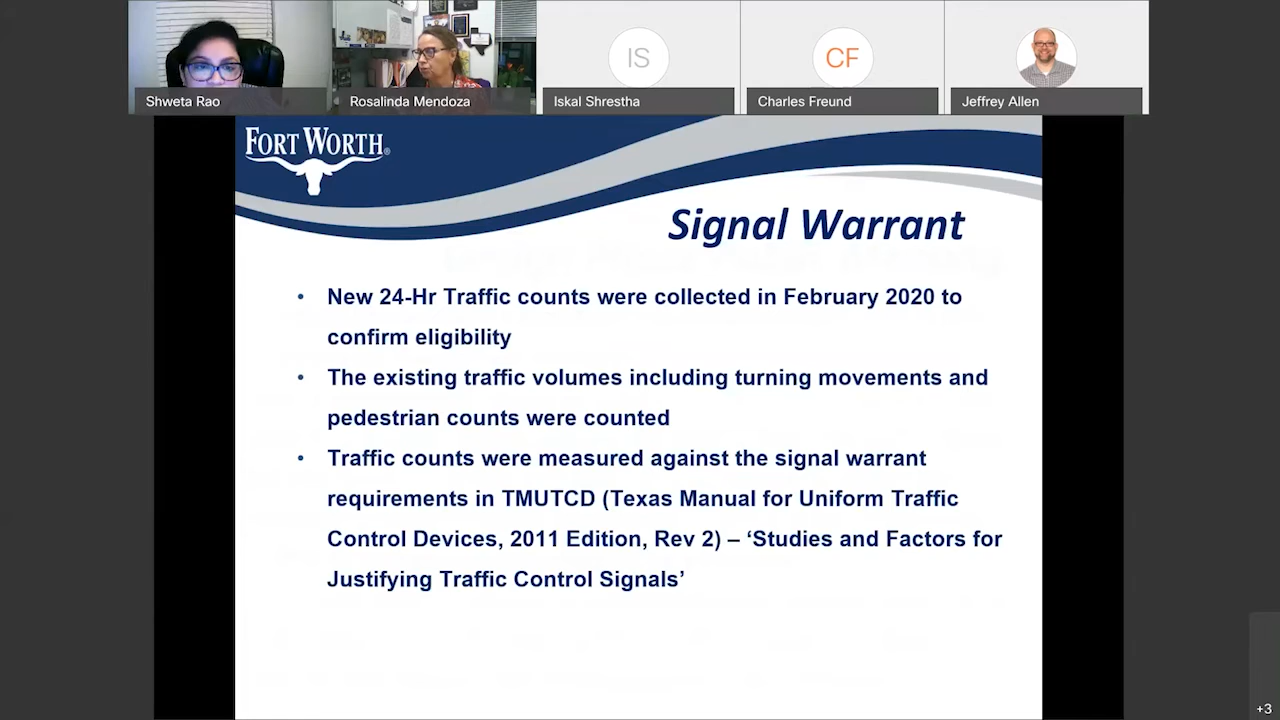 IS
CF
Shweta Rao
Rosalinda Mendoza
Iskal Shrestha
Charles Freund
Jeffrey Allen
FORT WORTH®
Signal Warrant
• New 24-Hr Traffic counts were collected in February 2020 to
confirm eligibility
• The existing traffic volumes including turning movements and
pedestrian counts were counted
• Traffic counts were measured against the signal warrant
requirements in TMUTCD (Texas Manual for Uniform Traffic
Control Devices, 2011 Edition, Rev 2) – ‘Studies and Factors for
Justifying Traffic Control Signals’
+3